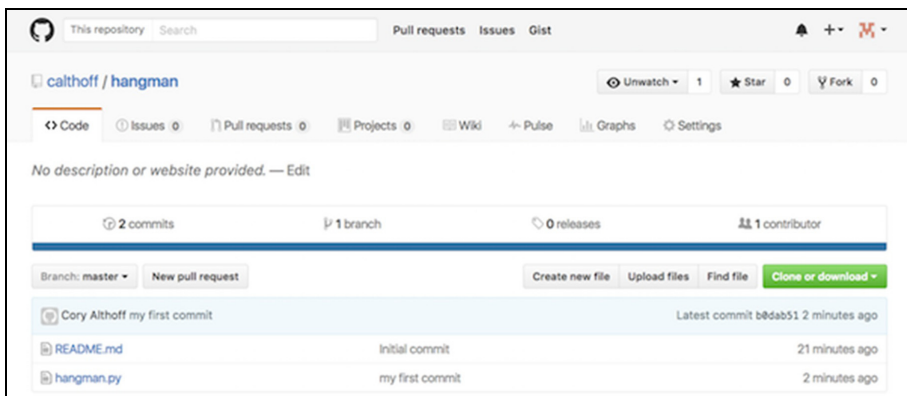 This repository Search Pull requests Issues Gist
calthoff / hangman Unwatch 1 Star 0 Fork 0
Code Issues 0 Pull requests 0 Projects 0 Wiki Pulse Graphs Settings
No description or website provided. — Edit
2 commits 1 branch 0 releases 1 contributor
Branch: master New pull request Create new file Upload files Find file Clone or download
Cory Althoff my first commit Latest commit b0dab51 2 minutes ago
README.md Initial commit 21 minutes ago
hangman.py my first commit 2 minutes ago